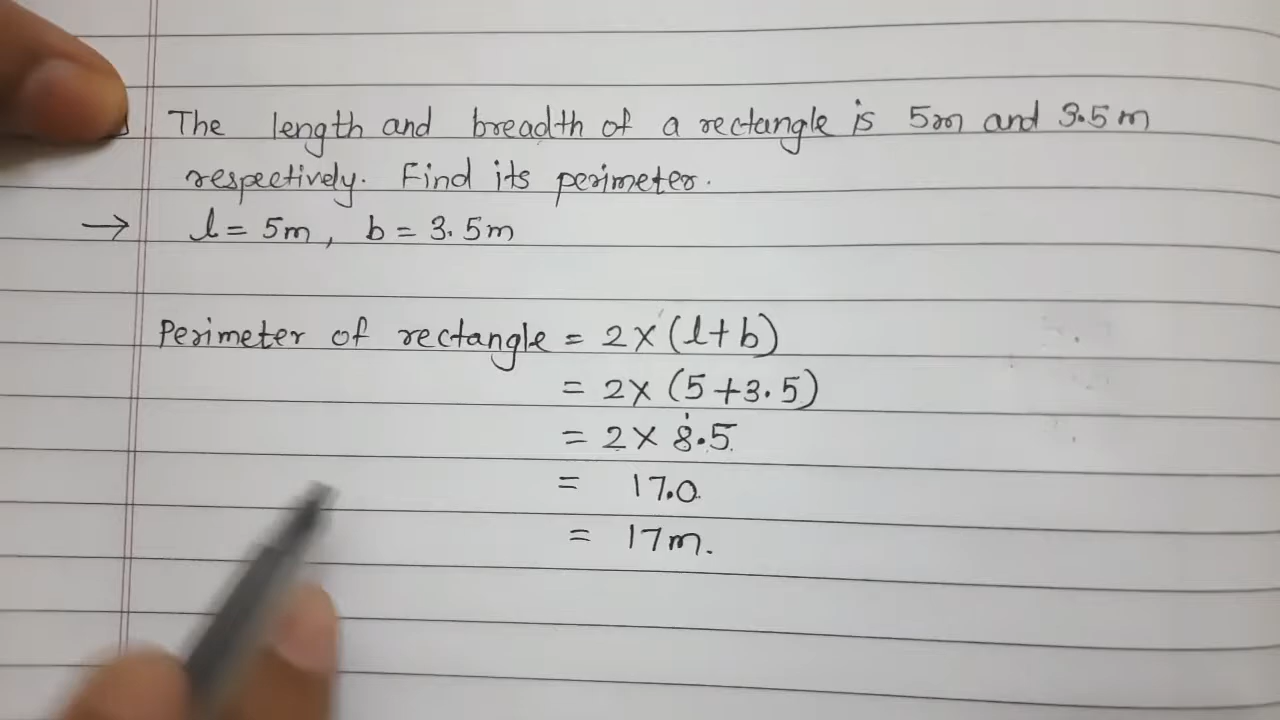 The length and breadth of a rectangle is 5m and 3.5m
respectively. Find its perimeter.
→ l = 5m, b = 3.5m
Perimeter of rectangle = 2×(l+b)
= 2×(5+3.5)
= 2×8.5
= 17.0
= 17m.